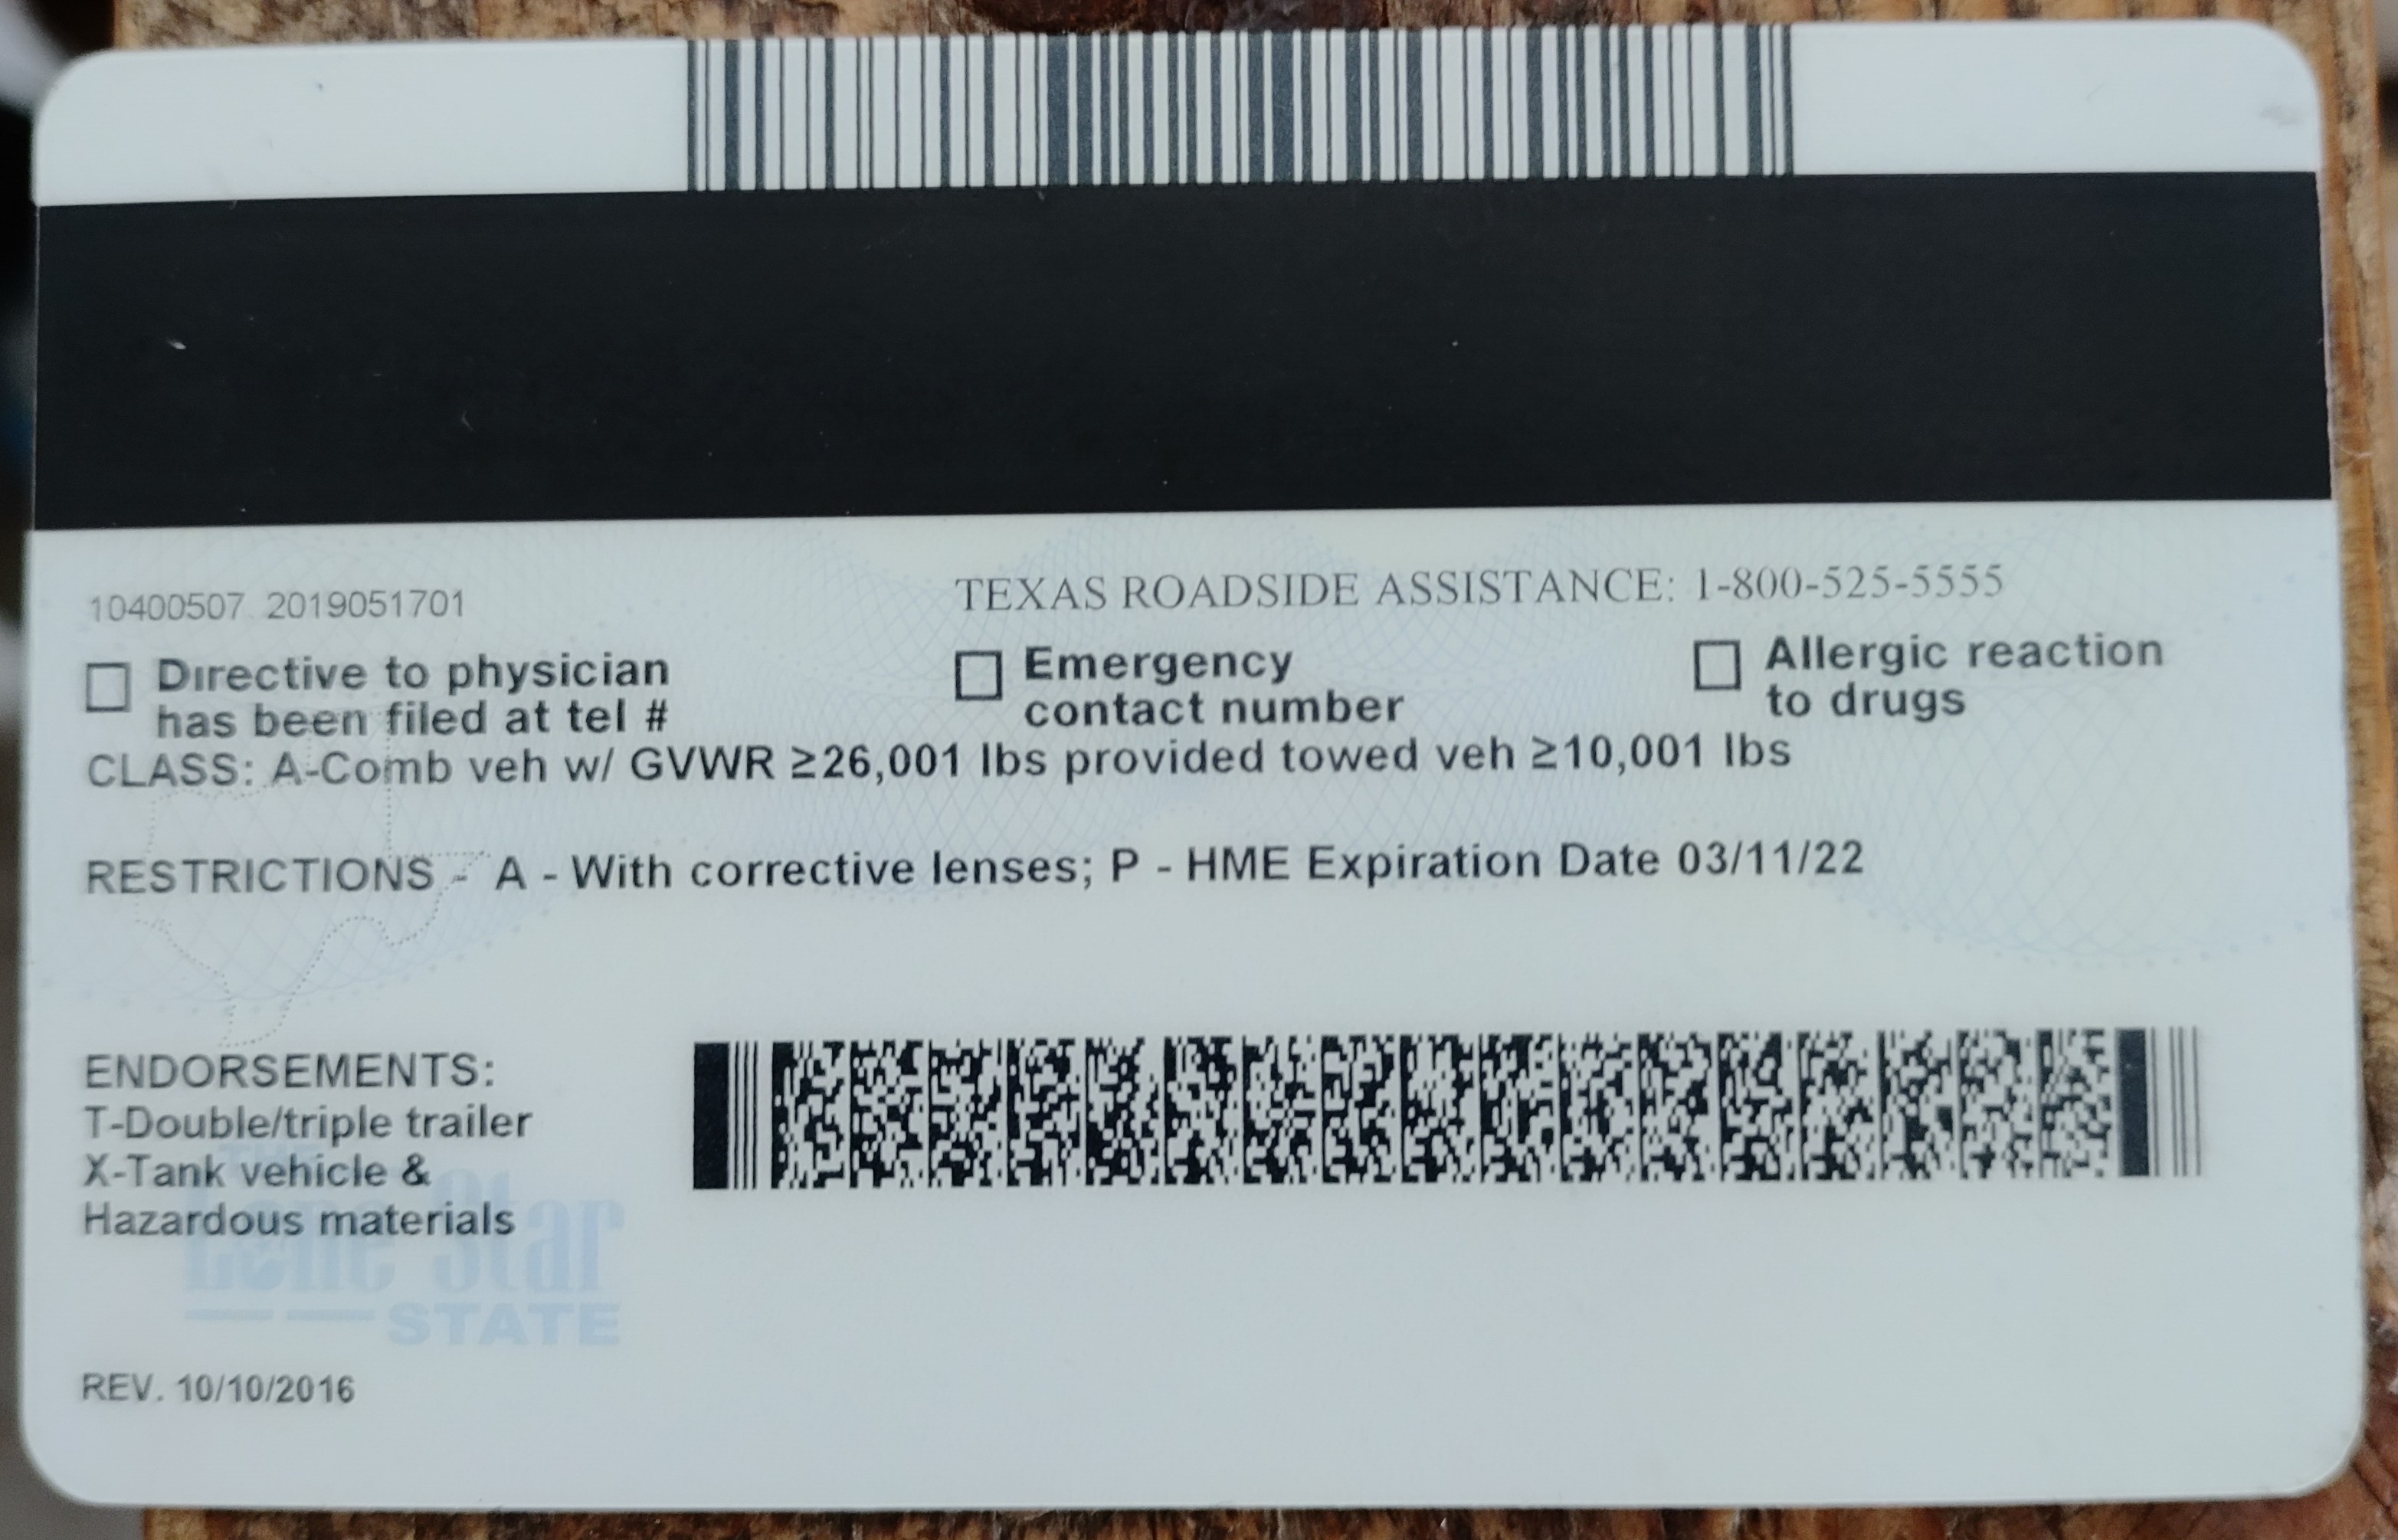 10400507 2019051701
TEXAS ROADSIDE ASSISTANCE: 1-800-525-5555
Directive to physician
has been filed at tel #
Emergency
contact number
Allergic reaction
to drugs
CLASS: A-Comb veh w/ GVWR ≥26,001 lbs provided towed veh ≥10,001 lbs
RESTRICTIONS - A - With corrective lenses; P - HME Expiration Date 03/11/22
ENDORSEMENTS:
T-Double/triple trailer
X-Tank vehicle &
Hazardous materials
THE
Lone Star
STATE
REV. 10/10/2016